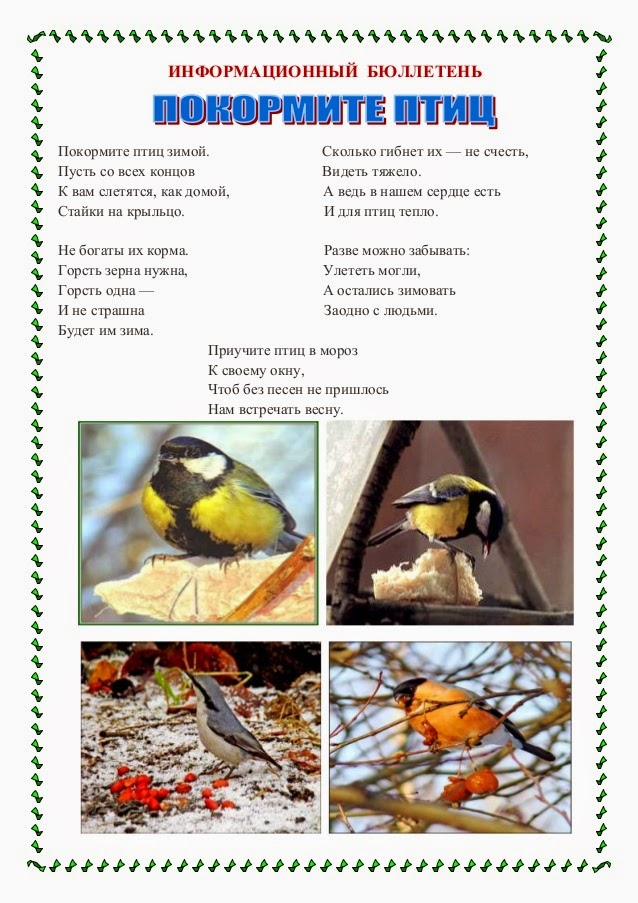 ИНФОРМАЦИОННЫЙ БЮЛЛЕТЕНЬ
ПОКОРМИТЕ ПТИЦ
Покормите птиц зимой.
Пусть со всех концов
К вам слетятся, как домой,
Стайки на крыльцо.
Не богаты их корма.
Горсть зерна нужна,
Горсть одна —
И не страшна
Будет им зима.
Сколько гибнет их — не счесть,
Видеть тяжело.
А ведь в нашем сердце есть
И для птиц тепло.
Разве можно забывать:
Улететь могли,
А остались зимовать
Заодно с людьми.
Приучите птиц в мороз
К своему окну,
Чтоб без песен не пришлось
Нам встречать весну.